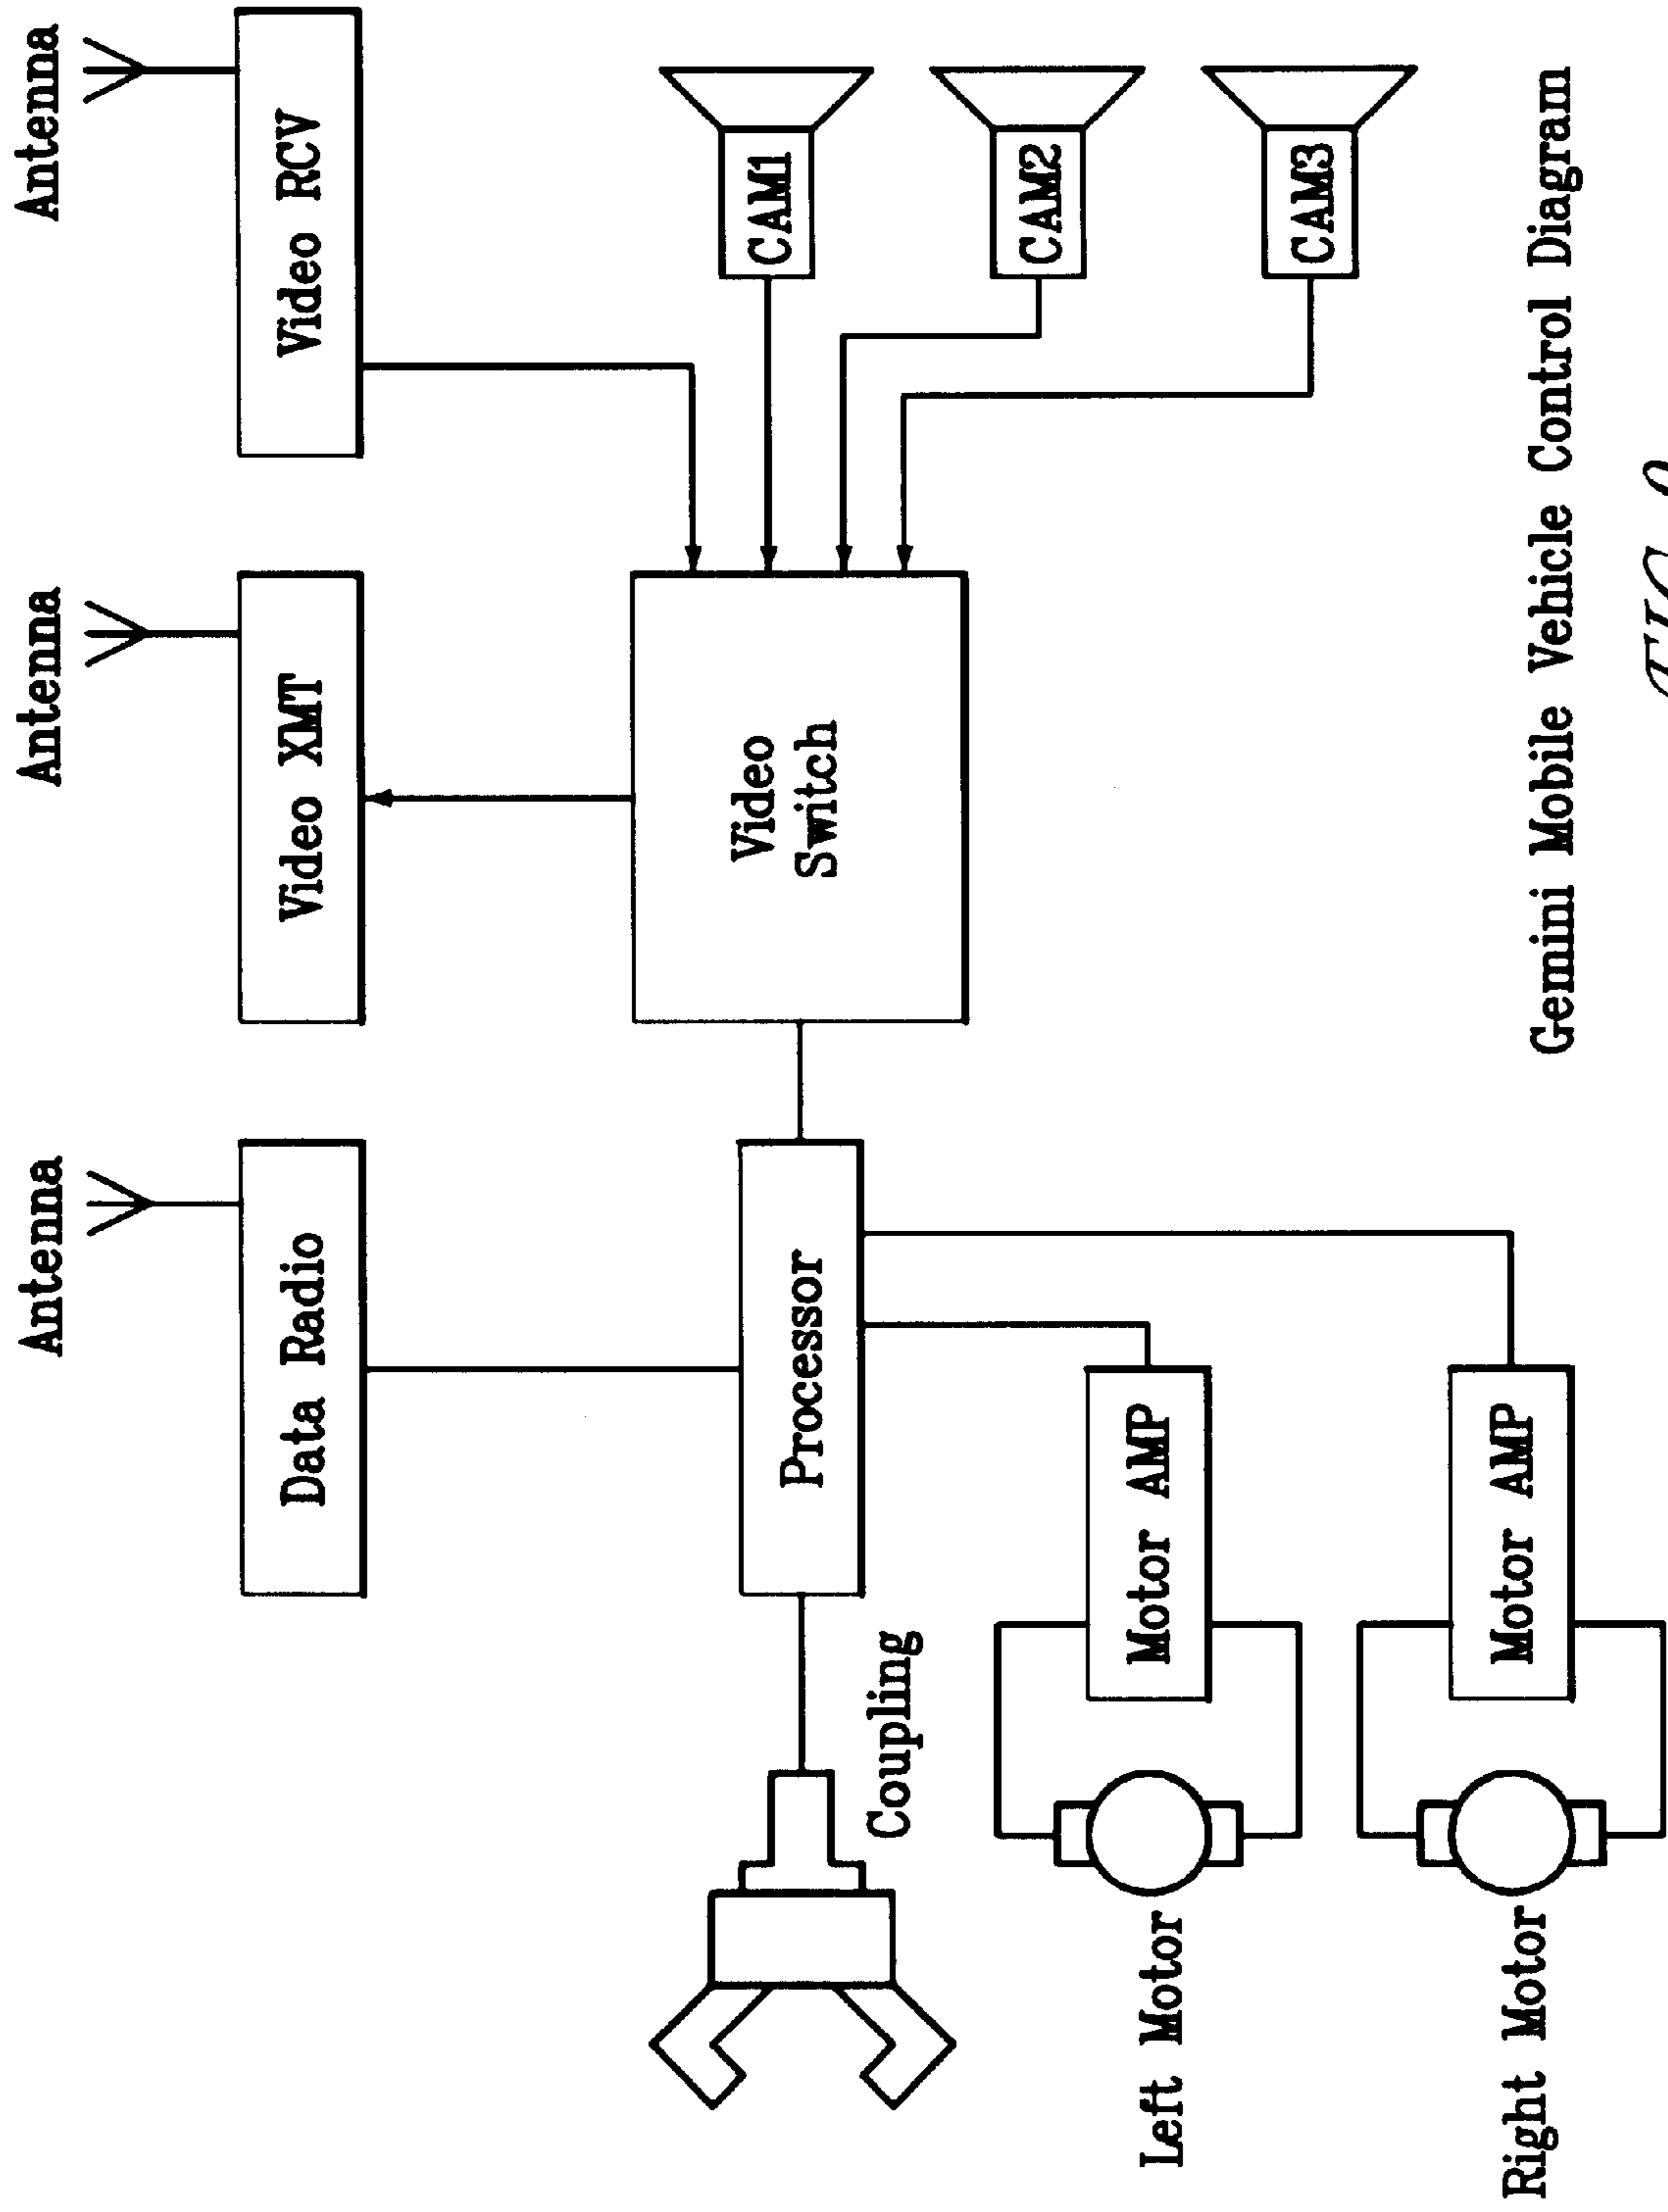 Antenna
Antenna
Antenna
Data Radio
Video XMT
Video RCV
Coupling
Processor
Video
Switch
CAM1
CAM2
CAM3
Left Motor
Motor AMP
Right Motor
Motor AMP
Gemini Mobile Vehicle Control Diagram